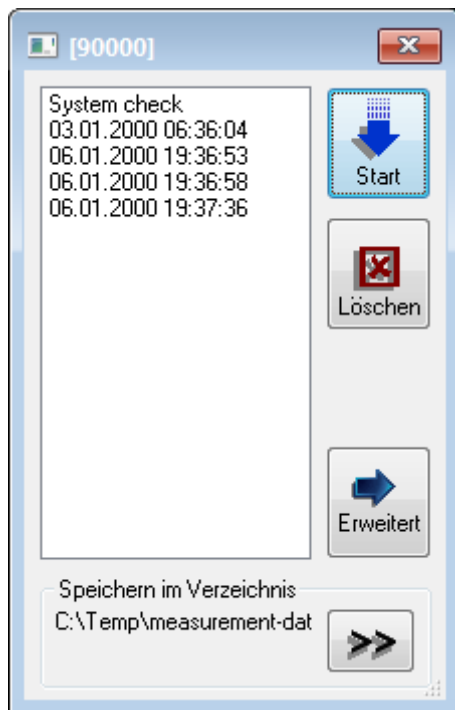 [90000]
System check
03.01.2000 06:36:04
06.01.2000 19:36:53
06.01.2000 19:36:58
06.01.2000 19:37:36
Start
Löschen
Erweitert
Speichern im Verzeichnis
C:\Temp\measurement-dat
>>